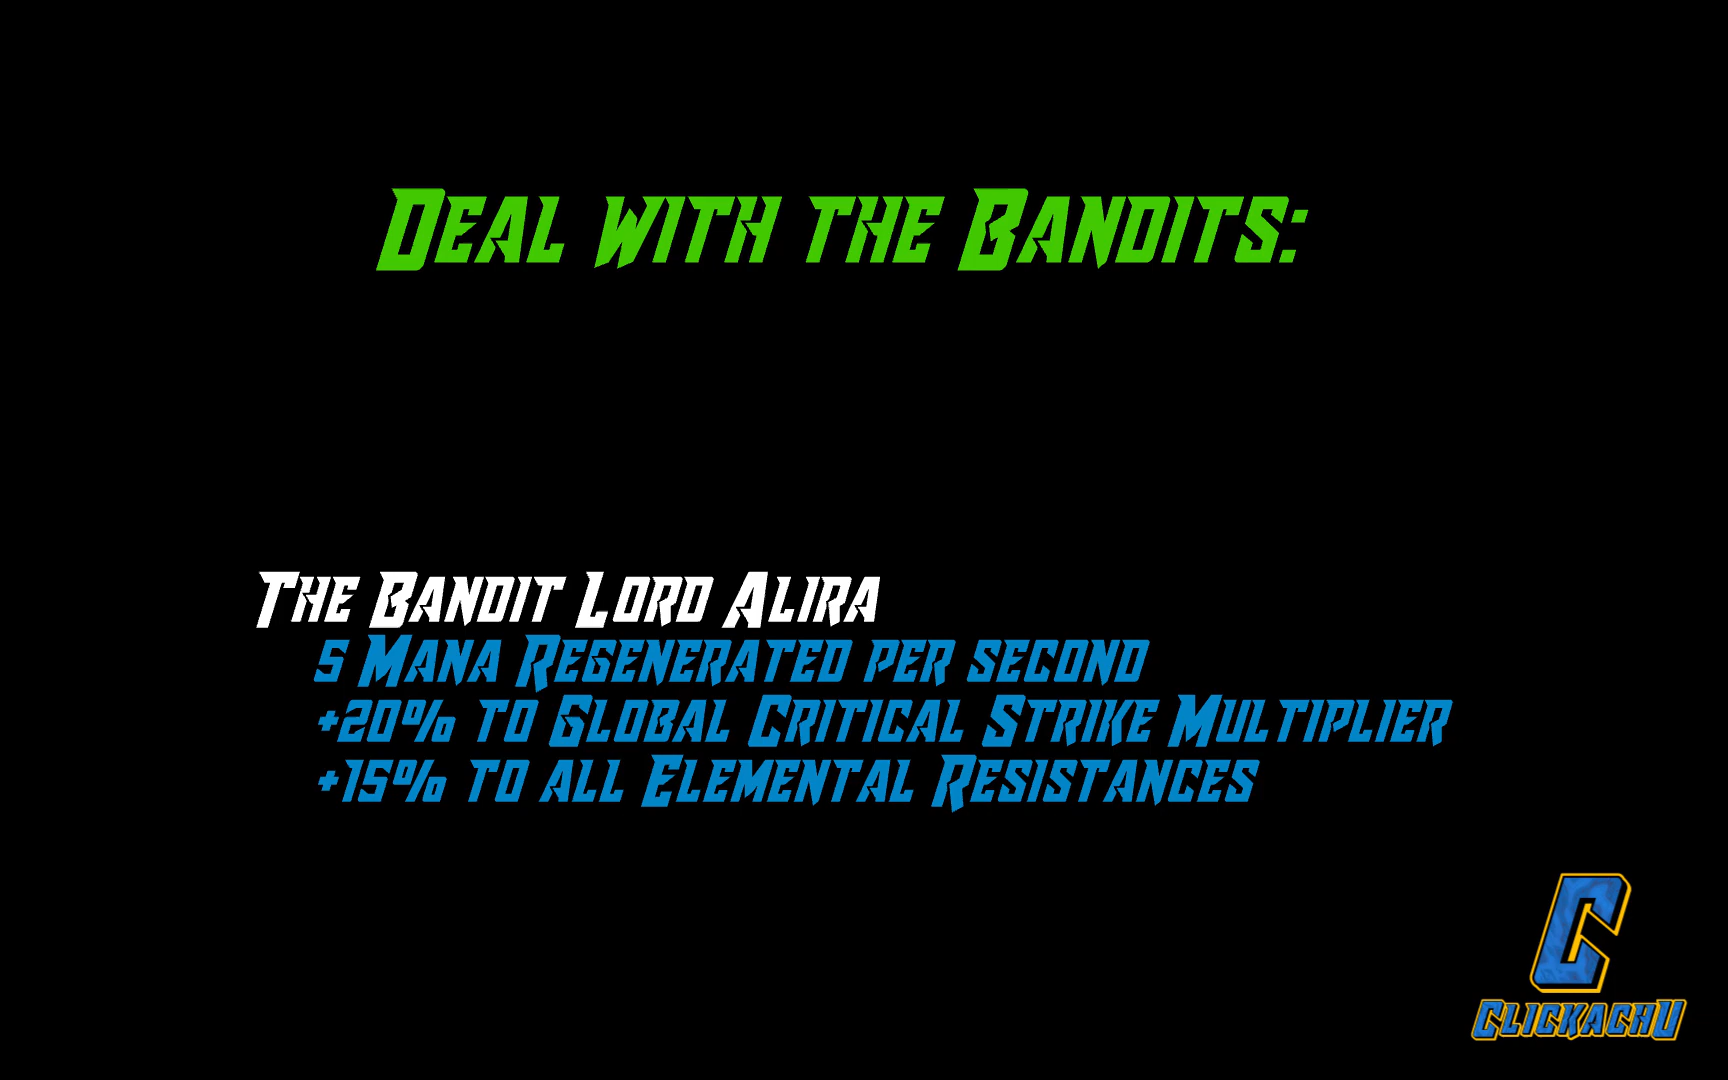 Deal with the Bandits:
The Bandit Lord Alira
5 Mana Regenerated per second
+20% to Global Critical Strike Multiplier
+15% to all Elemental Resistances
C
ClickachU